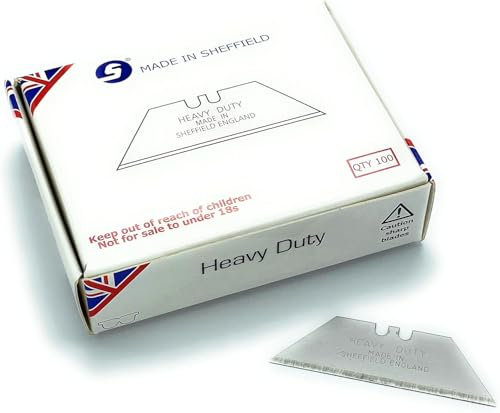 S MADE IN SHEFFIELD
HEAVY DUTY
MADE IN
SHEFFIELD ENGLAND
QTY 100
Keep out of reach of children
Not for sale to under 18s
Heavy Duty
Caution
sharp
blades
HEAVY DUTY
MADE IN
SHEFFIELD-ENGLAND